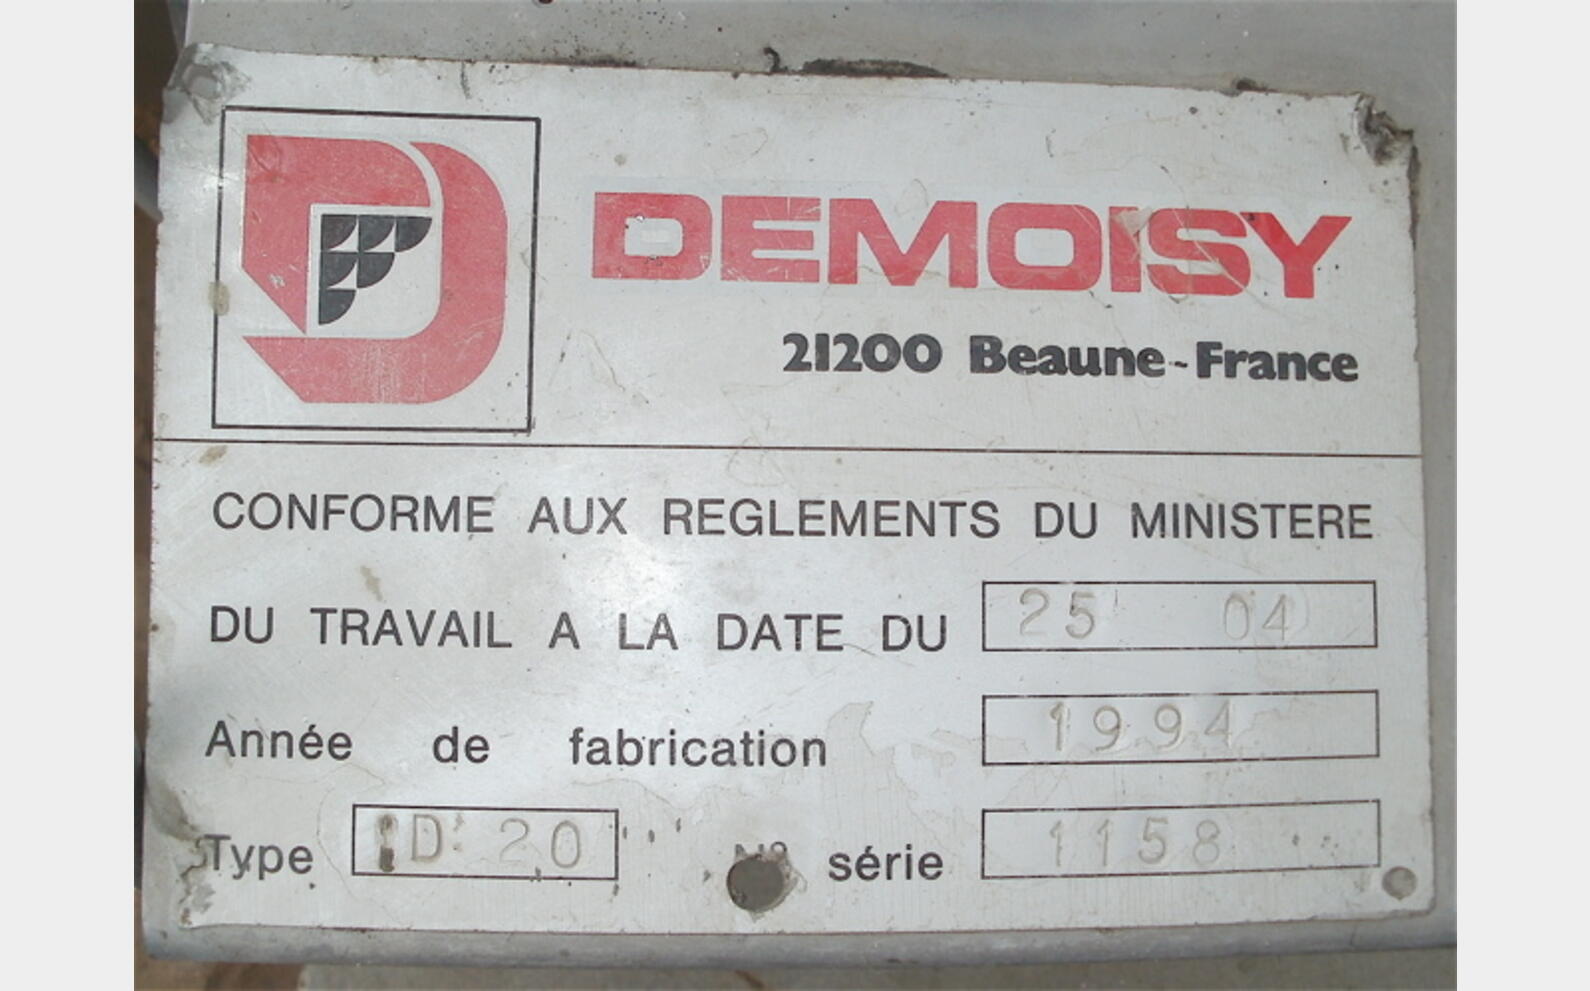 DEMOISY
21200 Beaune-France
CONFORME AUX REGLEMENTS DU MINISTERE
DU TRAVAIL A LA DATE DU 25 04
Année de fabrication 1994
Type D 20 série 1158